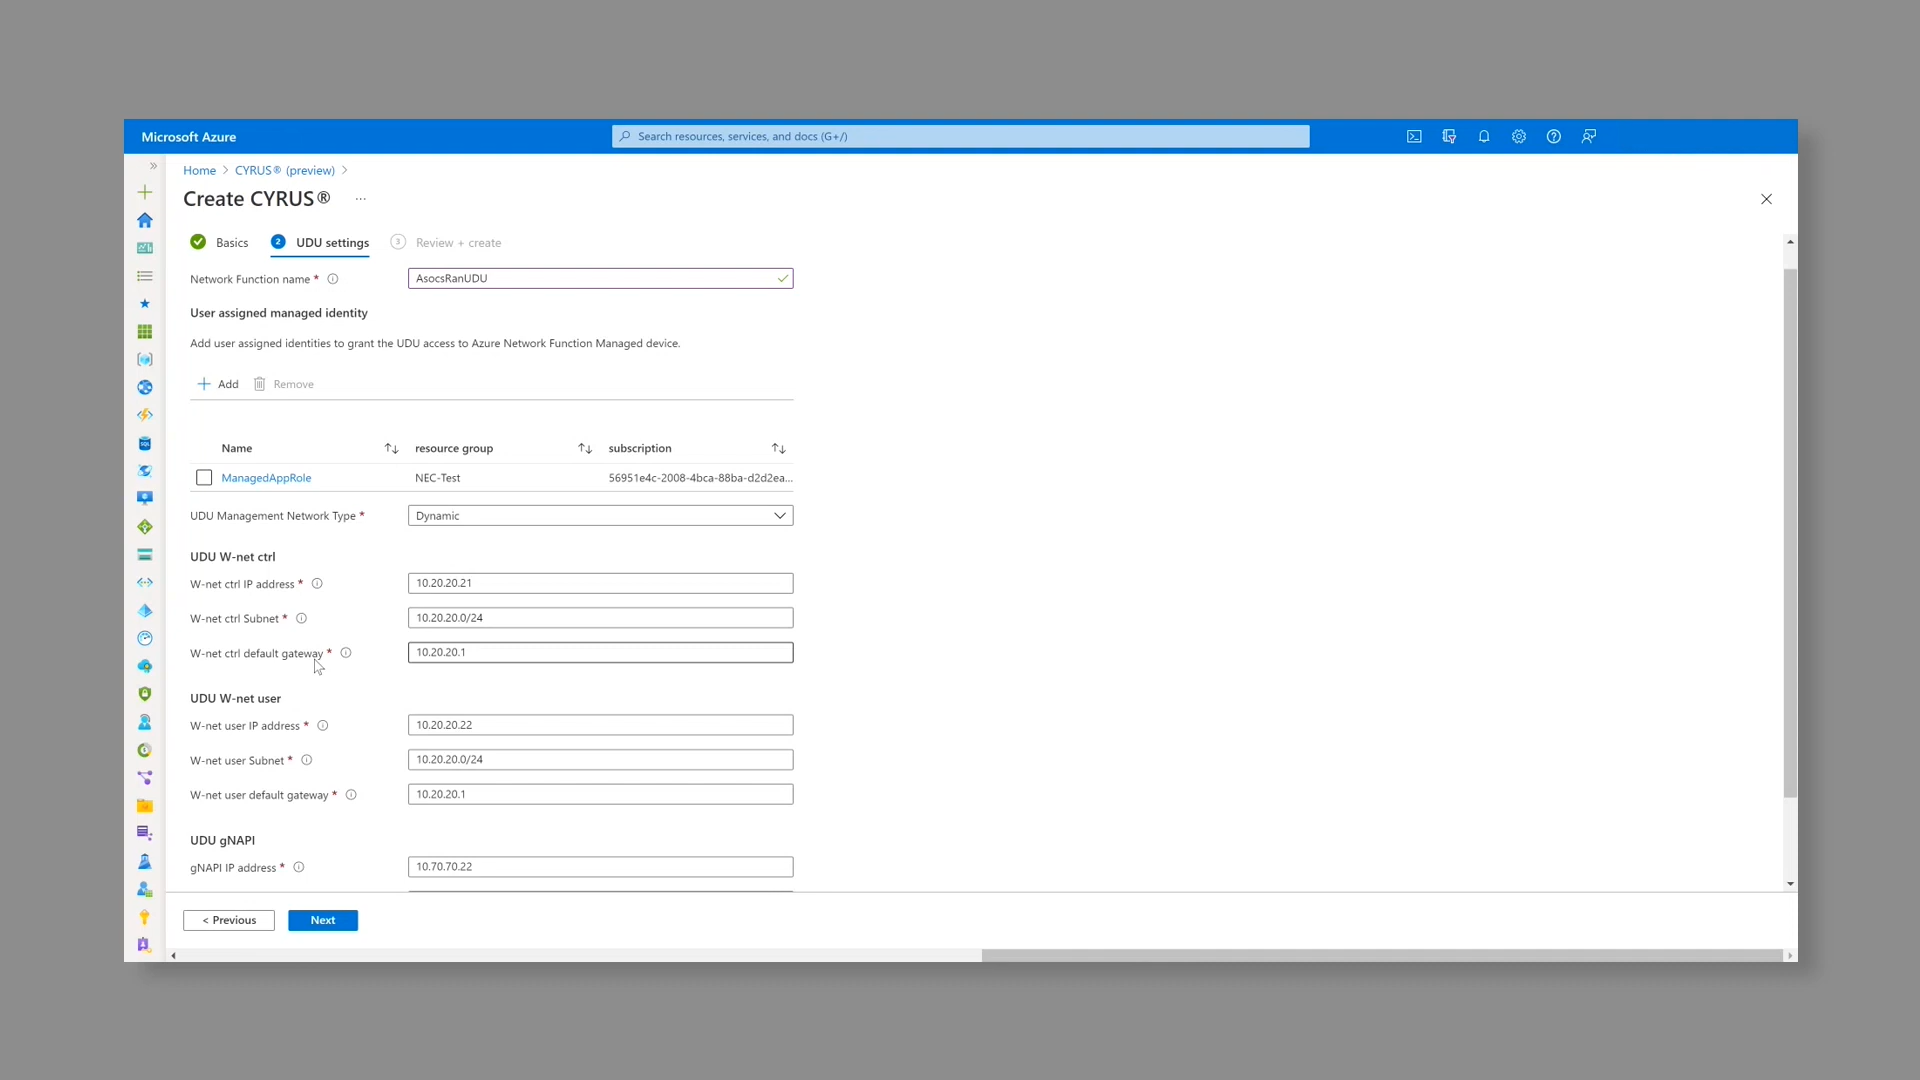 Microsoft Azure
Search resources, services, and docs (G+/)
Home > CYRUS® (preview) >
Create CYRUS® ...
Basics 2 UDU settings 3 Review + create
Network Function name * AsocsRanUDU
User assigned managed identity
Add user assigned identities to grant the UDU access to Azure Network Function Managed device.
+ Add Remove
Name resource group subscription
ManagedAppRole NEC-Test 56951e4c-2008-4bca-88ba-d2d2ea...
UDU Management Network Type * Dynamic
UDU W-net ctrl
W-net ctrl IP address * 10.20.20.21
W-net ctrl Subnet * 10.20.20.0/24
W-net ctrl default gateway * 10.20.20.1
UDU W-net user
W-net user IP address * 10.20.20.22
W-net user Subnet * 10.20.20.0/24
W-net user default gateway * 10.20.20.1
UDU gNAPI
gNAPI IP address * 10.70.70.22
< Previous Next